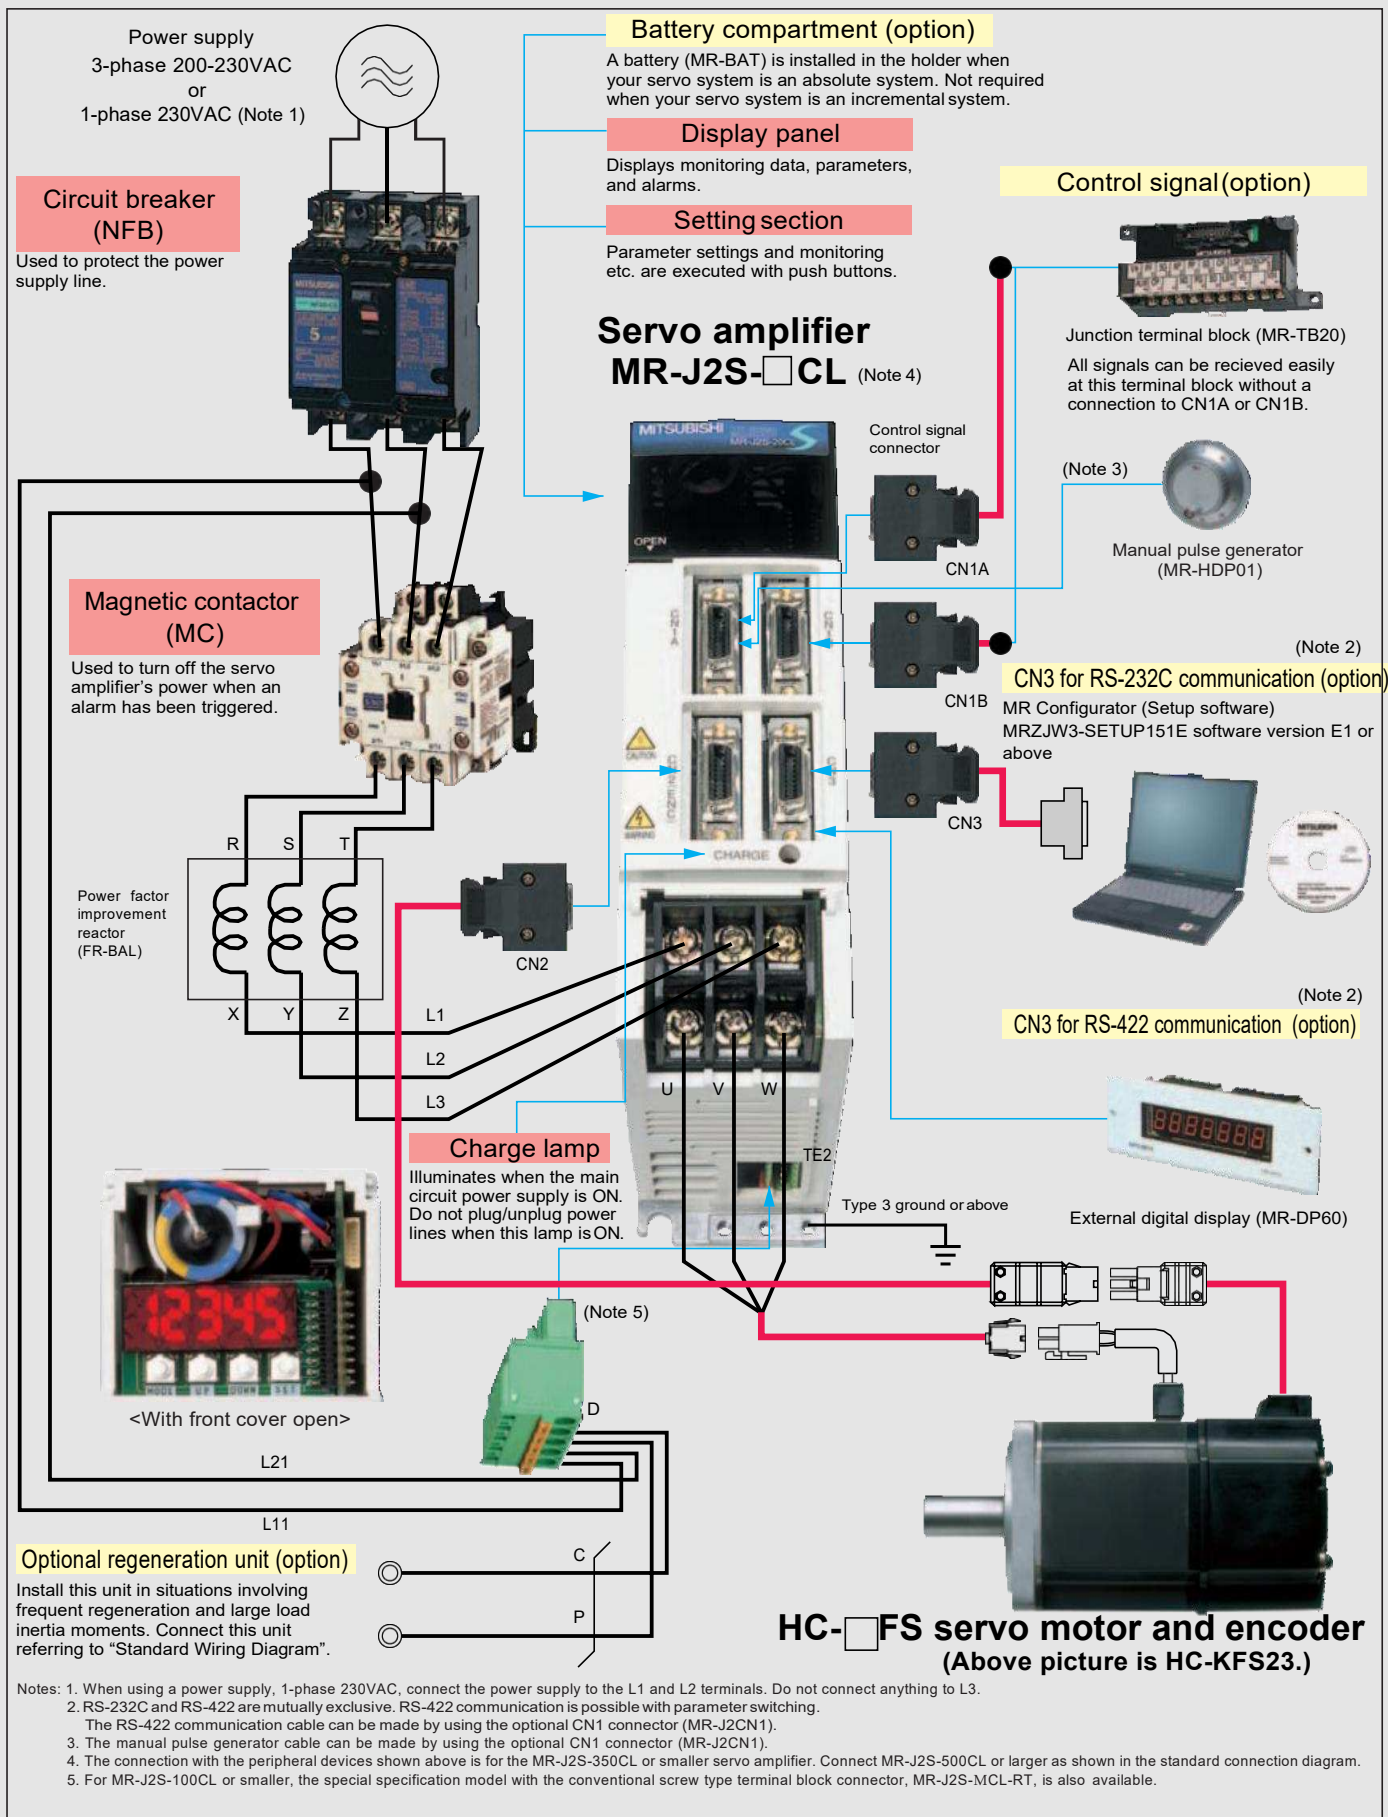 Power supply
3-phase 200-230VAC
or
1-phase 230VAC (Note 1)
Battery compartment (option)
A battery (MR-BAT) is installed in the holder when
your servo system is an absolute system. Not required
when your servo system is an incremental system.
Display panel
Displays monitoring data, parameters,
and alarms.
Setting section
Parameter settings and monitoring
etc. are executed with push buttons.
Control signal(option)
Junction terminal block (MR-TB20)
All signals can be recieved easily
at this terminal block without a
connection to CN1A or CN1B.
Circuit breaker
(NFB)
Used to protect the power
supply line.
MITSUBISHI
5
Servo amplifier
MR-J2S-□CL (Note 4)
MITSUBISHI
MR-J2S-20CL
OPEN
Control signal
connector
(Note 3)
CN1A
Manual pulse generator
(MR-HDP01)
CN1B
Magnetic contactor
(MC)
Used to turn off the servo
amplifier's power when an
alarm has been triggered.
(Note 2)
CN3 for RS-232C communication (option)
MR Configurator (Setup software)
MRZJW3-SETUP151E software version E1 or
above
CN3
MITSUBISHI
CAUTION
WARNING
CHARGE
R
S
T
Power factor
improvement
reactor
(FR-BAL)
X
Y
Z
CN2
L1
L2
L3
U
V
W
(Note 2)
CN3 for RS-422 communication (option)
External digital display (MR-DP60)
Charge lamp
Illuminates when the main
circuit power supply is ON.
Do not plug/unplug power
lines when this lamp is ON.
TE2
Type 3 ground or above
12345
MODE UP DOWN SET
<With front cover open>
(Note 5)
D
L21
L11
Optional regeneration unit (option)
Install this unit in situations involving
frequent regeneration and large load
inertia moments. Connect this unit
referring to “Standard Wiring Diagram”.
C
P
HC-□FS servo motor and encoder
(Above picture is HC-KFS23.)
Notes: 1. When using a power supply, 1-phase 230VAC, connect the power supply to the L1 and L2 terminals. Do not connect anything to L3.
2. RS-232C and RS-422 are mutually exclusive. RS-422 communication is possible with parameter switching.
The RS-422 communication cable can be made by using the optional CN1 connector (MR-J2CN1).
3. The manual pulse generator cable can be made by using the optional CN1 connector (MR-J2CN1).
4. The connection with the peripheral devices shown above is for the MR-J2S-350CL or smaller servo amplifier. Connect MR-J2S-500CL or larger as shown in the standard connection diagram.
5. For MR-J2S-100CL or smaller, the special specification model with the conventional screw type terminal block connector, MR-J2S-MCL-RT, is also available.